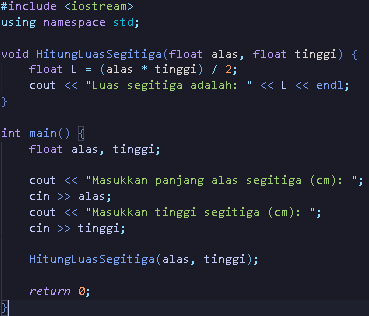 #include <iostream>
using namespace std;

void HitungLuasSegitiga(float alas, float tinggi) {
    float L = (alas * tinggi) / 2;
    cout << "Luas segitiga adalah: " << L << endl;
}

int main() {
    float alas, tinggi;

    cout << "Masukkan panjang alas segitiga (cm): ";
    cin >> alas;
    cout << "Masukkan tinggi segitiga (cm): ";
    cin >> tinggi;

    HitungLuasSegitiga(alas, tinggi);

    return 0;
}